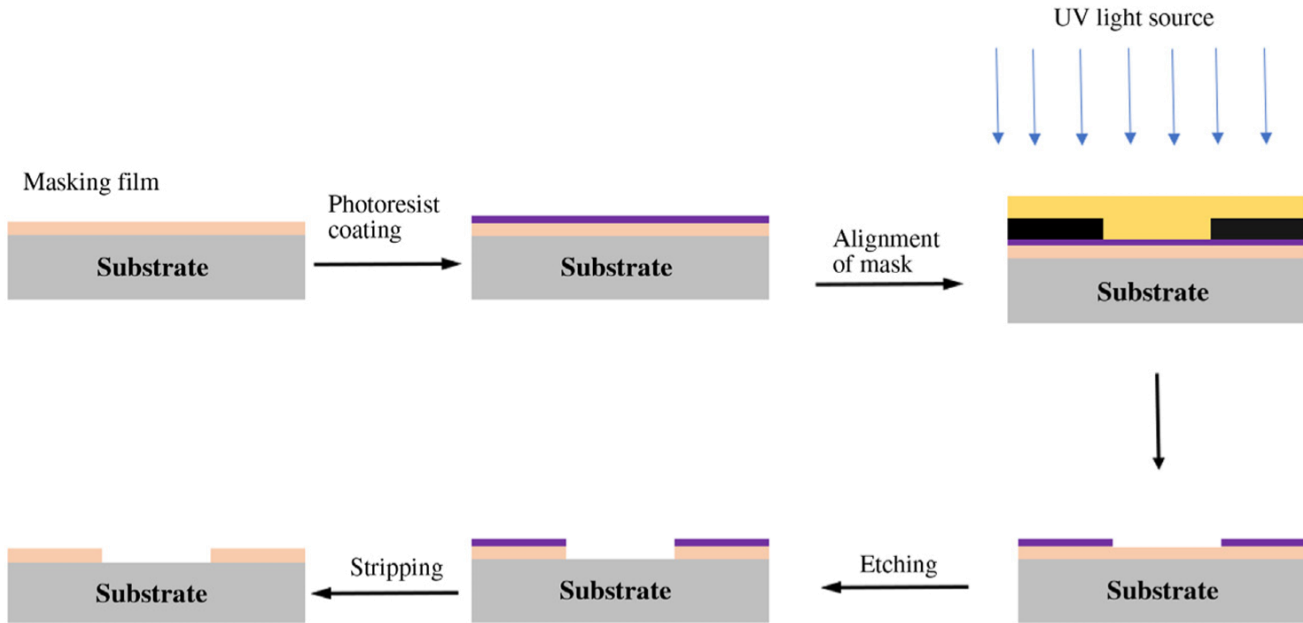 UV light source
Masking film
Photoresist
coating
Substrate
Substrate
Alignment
of mask
Substrate
Substrate
Stripping
Substrate
Etching
Substrate